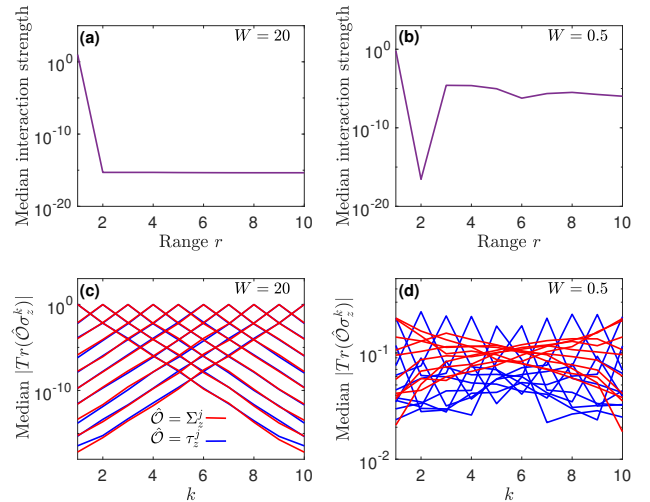 (a) W = 20
Median interaction strength
10^0
10^-10
10^-20
2 4 6 8 10
Range r
(b) W = 0.5
Median interaction strength
10^0
10^-10
10^-20
2 4 6 8 10
Range r
(c) W = 20
Median |Tr(Ôσ_z^k)|
10^0
10^-10
Ô = Σ_z^j
Ô = τ_z^j
2 4 6 8 10
k
(d) W = 0.5
Median |Tr(Ôσ_z^k)|
10^-1
10^-2
2 4 6 8 10
k